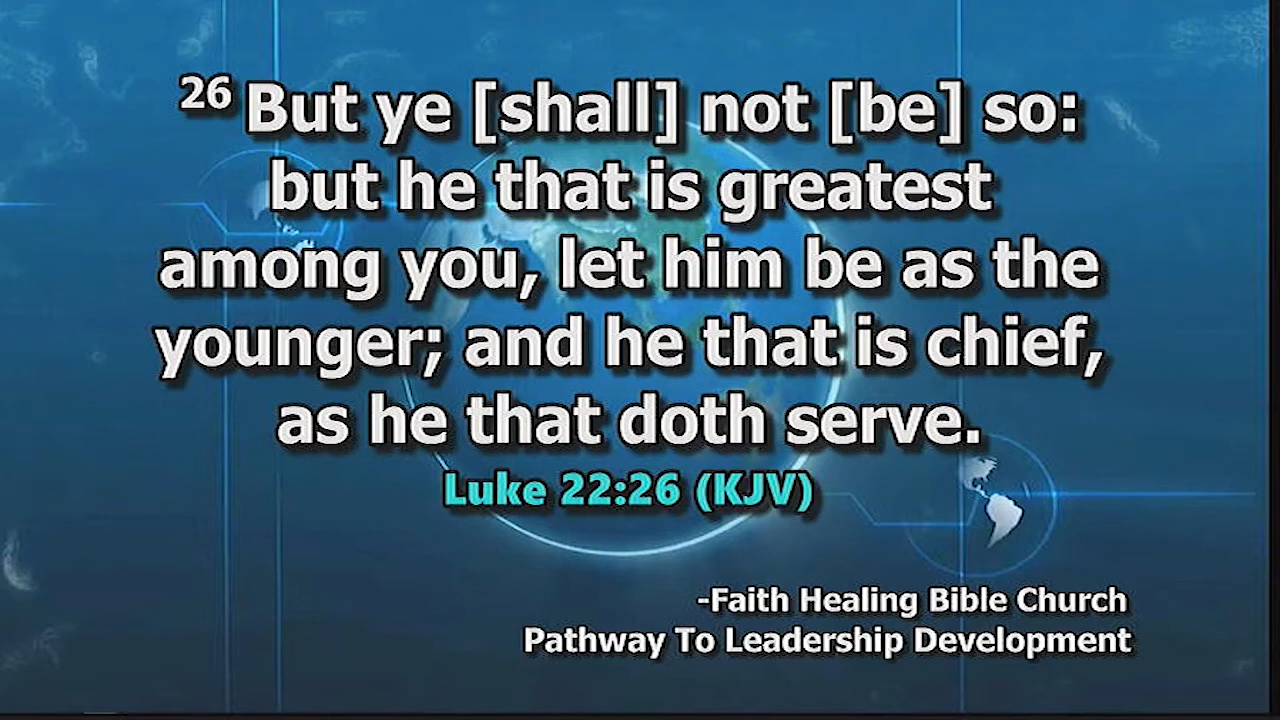 26 But ye [shall] not [be] so:
but he that is greatest
among you, let him be as the
younger; and he that is chief,
as he that doth serve.
Luke 22:26 (KJV)
-Faith Healing Bible Church
Pathway To Leadership Development